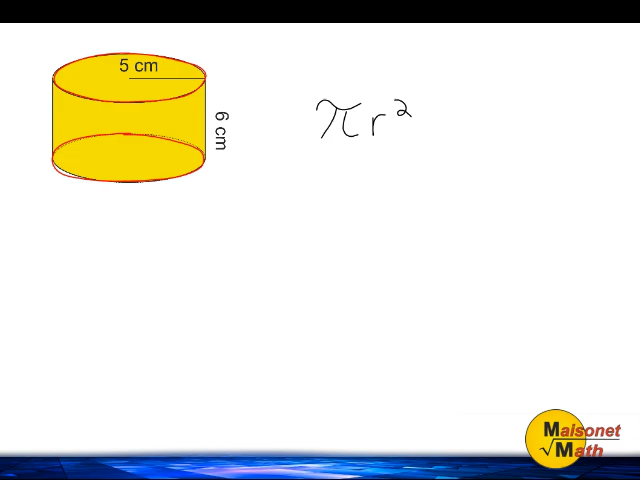 5 cm
6 cm
πr²
Maisonet
√Math